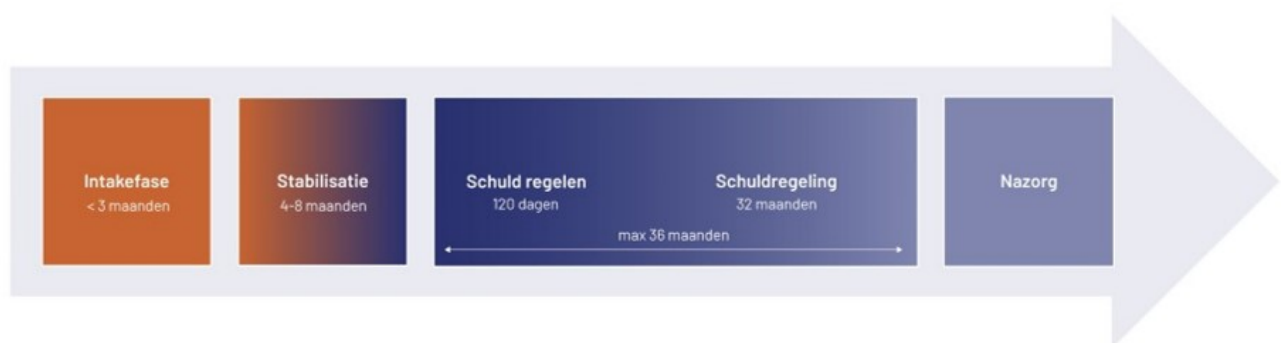 Intakefase
< 3 maanden
Stabilisatie
4-8 maanden
Schuld regelen
120 dagen
Schuldregeling
32 maanden
max 36 maanden
Nazorg